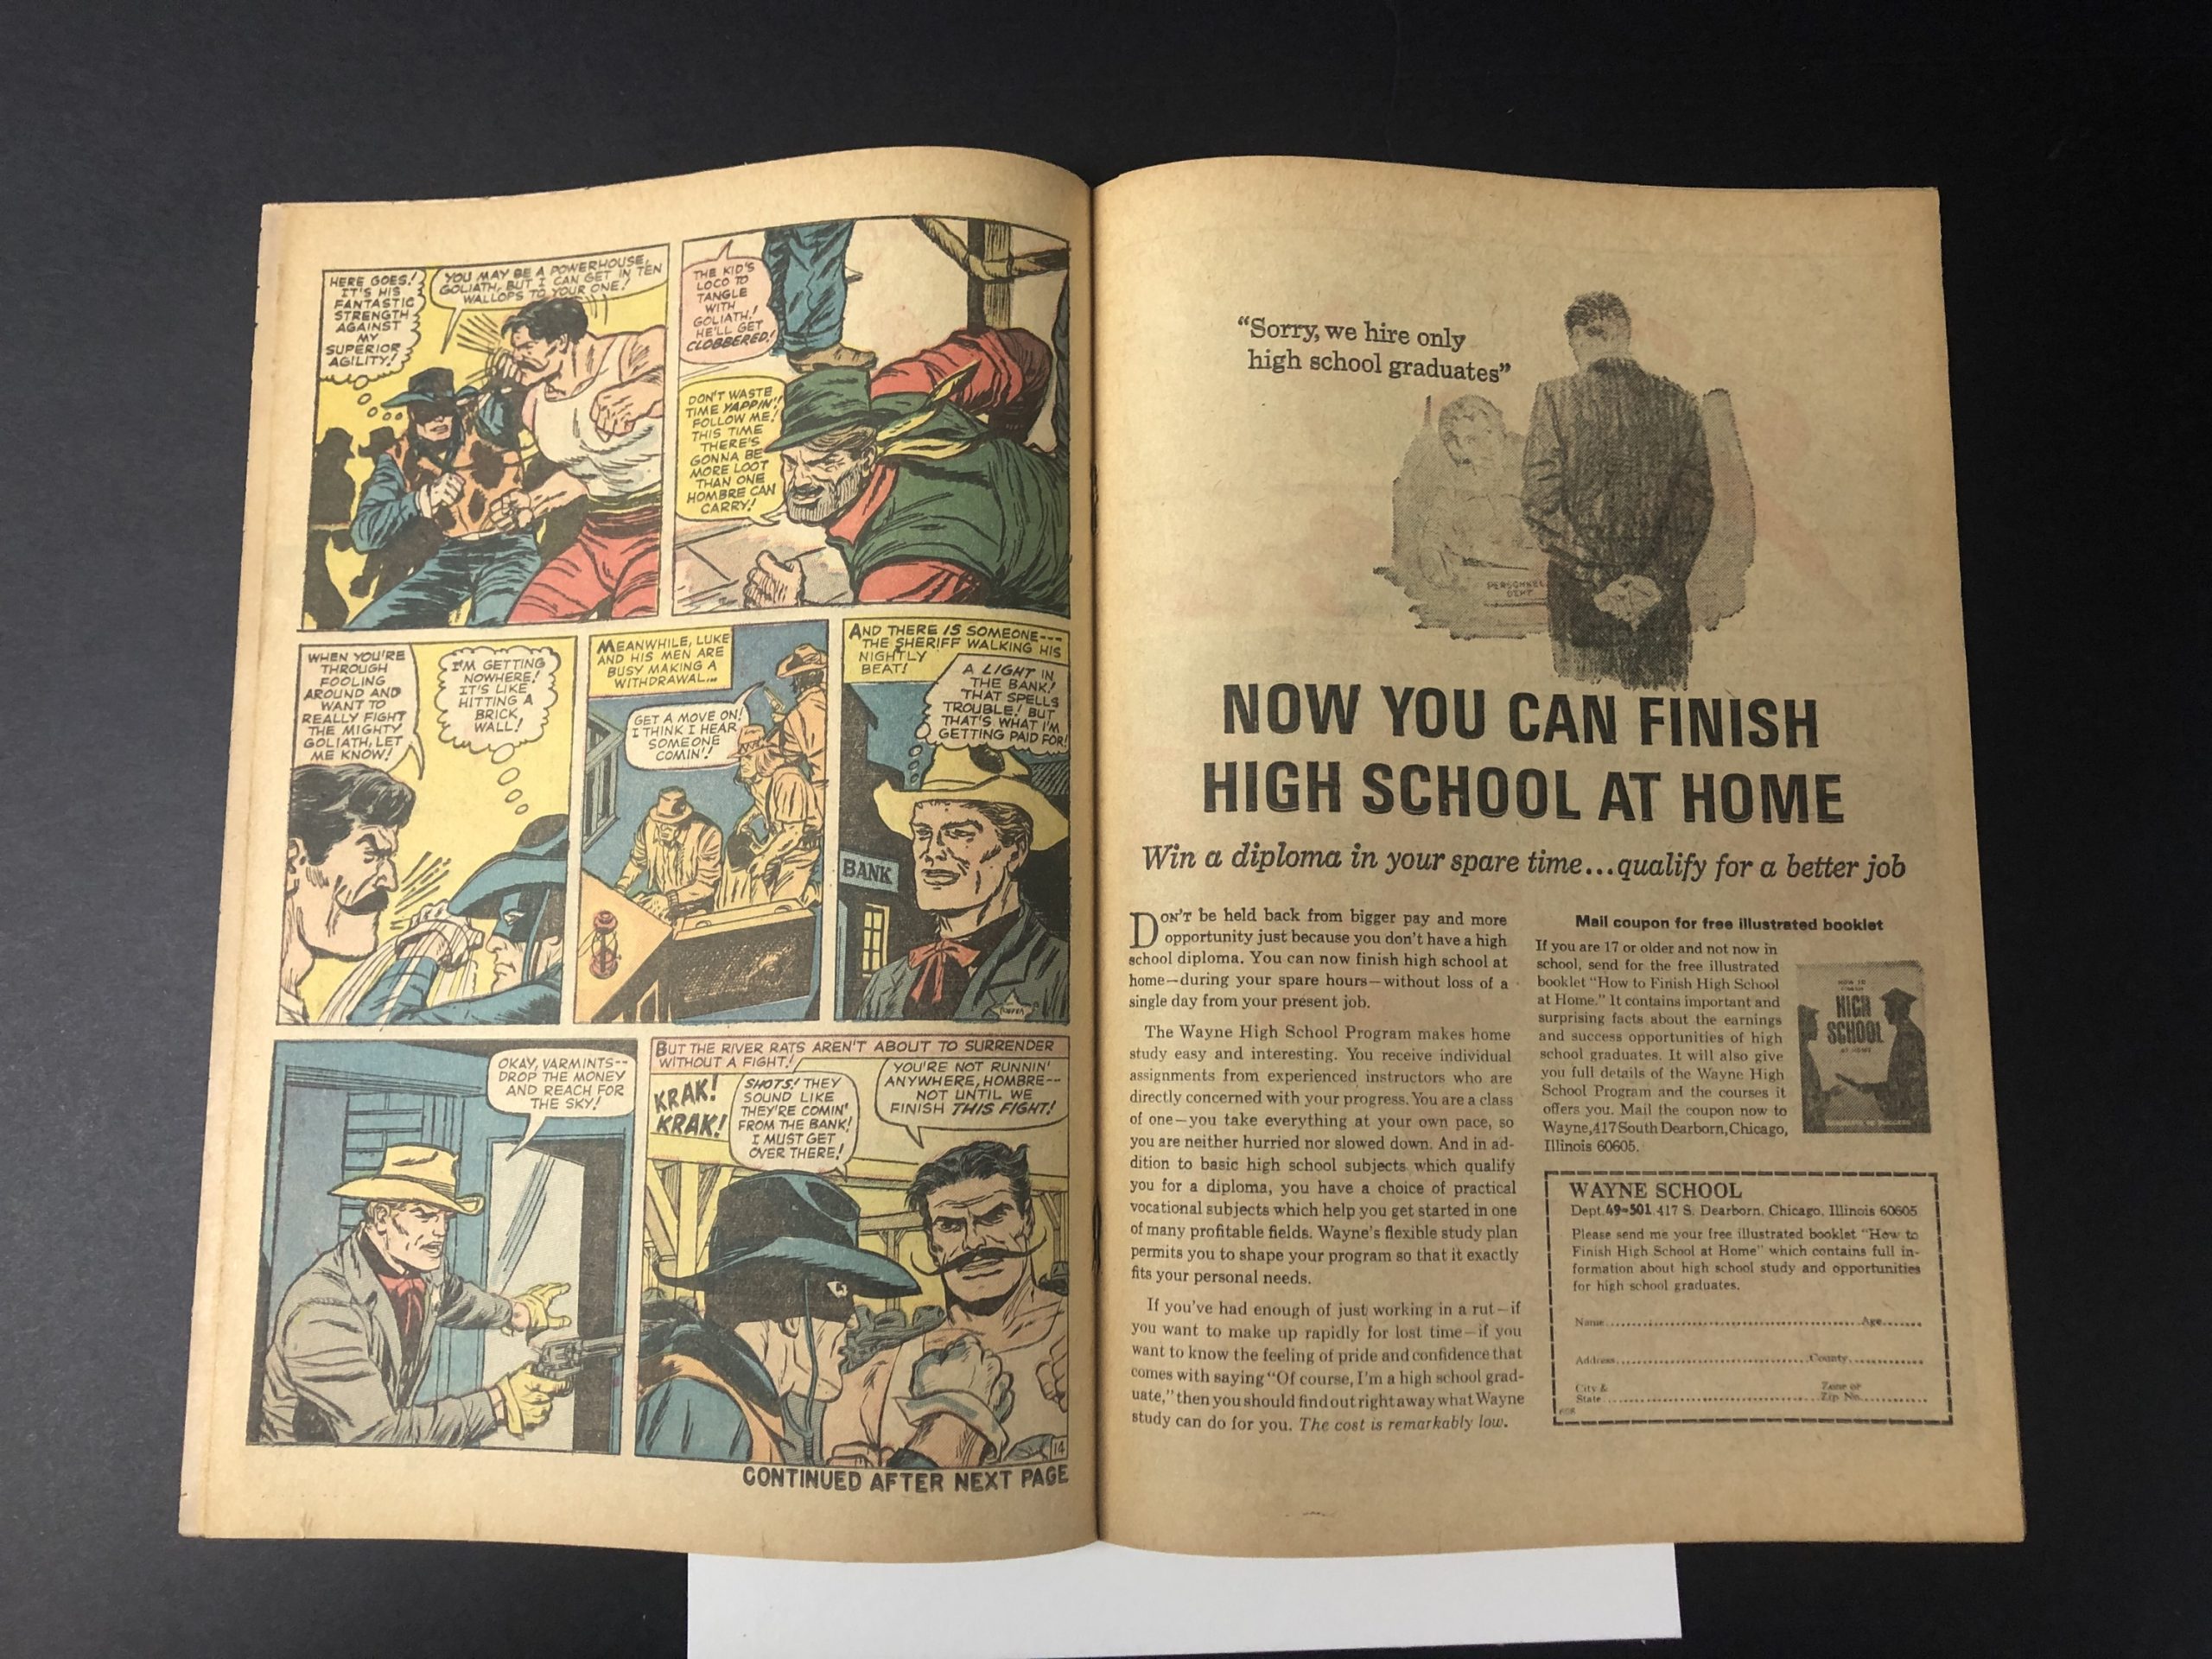 HERE GOES!
IT'S HIS
FANTASTIC
STRENGTH
AGAINST
MY
SUPERIOR
AGILITY!
YOU MAY BE A POWERHOUSE,
GOLIATH, BUT I CAN GET IN TEN
WALLOPS TO YOUR ONE!
THE KID'S
LOCO TO
TANGLE
WITH
GOLIATH!
HE'LL GET
CLOBBERED!
DON'T WASTE
TIME YAPPIN'!
FOLLOW ME!
THIS TIME
THERE'S
GONNA BE
MORE LOOT
THAN ONE
HOMBRE CAN
CARRY!
WHEN YOU'RE
THROUGH
FOOLING
AROUND AND
WANT TO
REALLY FIGHT
THE MIGHTY
GOLIATH, LET
ME KNOW!
I'M GETTING
NOWHERE!
IT'S LIKE
HITTING A
BRICK
WALL!
MEANWHILE, LUKE
AND HIS MEN ARE
BUSY MAKING A
WITHDRAWAL...
GET A MOVE ON!
I THINK I HEAR
SOMEONE
COMIN'!
AND THERE IS SOMEONE---
THE SHERIFF WALKING HIS
NIGHTLY
BEAT!
A LIGHT IN
THE BANK!
THAT SPELLS
TROUBLE! BUT
THAT'S WHAT I'M
GETTING PAID FOR!
BANK
OKAY, VARMINTS--
DROP THE MONEY
AND REACH FOR
THE SKY!
BUT THE RIVER RATS AREN'T ABOUT TO SURRENDER
WITHOUT A FIGHT!
KRAK!
KRAK!
SHOTS! THEY
SOUND LIKE
THEY'RE COMIN'
FROM THE BANK!
I MUST GET
OVER THERE!
YOU'RE NOT RUNNIN'
ANYWHERE, HOMBRE--
NOT UNTIL WE
FINISH THIS FIGHT!
14
CONTINUED AFTER NEXT PAGE
"Sorry, we hire only
high school graduates"
PERSONNEL
DEPT
NOW YOU CAN FINISH
HIGH SCHOOL AT HOME
Win a diploma in your spare time...qualify for a better job
DON'T be held back from bigger pay and more
opportunity just because you don't have a high
school diploma. You can now finish high school at
home—during your spare hours—without loss of a
single day from your present job.
The Wayne High School Program makes home
study easy and interesting. You receive individual
assignments from experienced instructors who are
directly concerned with your progress. You are a class
of one—you take everything at your own pace, so
you are neither hurried nor slowed down. And in ad-
dition to basic high school subjects which qualify
you for a diploma, you have a choice of practical
vocational subjects which help you get started in one
of many profitable fields. Wayne's flexible study plan
permits you to shape your program so that it exactly
fits your personal needs.
If you've had enough of just working in a rut—if
you want to make up rapidly for lost time—if you
want to know the feeling of pride and confidence that
comes with saying "Of course, I'm a high school grad-
uate," then you should find out right away what Wayne
study can do for you. The cost is remarkably low.
Mail coupon for free illustrated booklet
If you are 17 or older and not now in
school, send for the free illustrated
booklet "How to Finish High School
at Home." It contains important and
surprising facts about the earnings
and success opportunities of high
school graduates. It will also give
you full details of the Wayne High
School Program and the courses it
offers you. Mail the coupon now to
Wayne, 417 South Dearborn, Chicago,
Illinois 60605.
HOW TO
FINISH
HIGH
SCHOOL
AT HOME
WAYNE SCHOOL
Dept. 49-501 417 S. Dearborn, Chicago, Illinois 60605
Please send me your free illustrated booklet "How to
Finish High School at Home" which contains full in-
formation about high school study and opportunities
for high school graduates.
Name..........Age.......
Address..........County............
City &
State..........
Zone or
Zip No..........